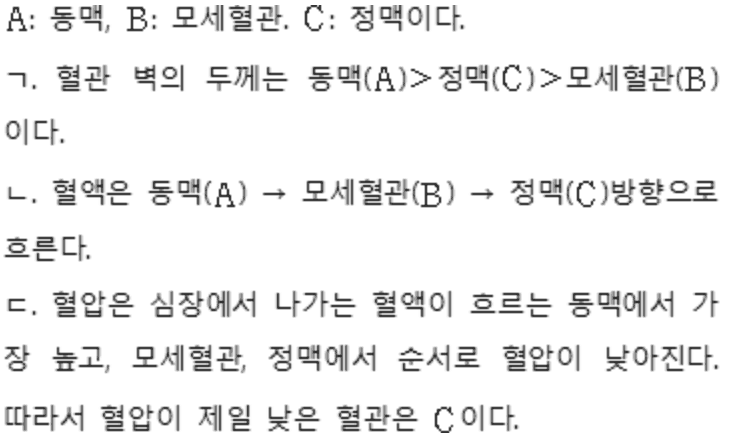 A: 동맥, B: 모세혈관. C: 정맥이다.
ㄱ. 혈관 벽의 두께는 동맥(A)>정맥(C)>모세혈관(B)
이다.
ㄴ. 혈액은 동맥(A) → 모세혈관(B) → 정맥(C)방향으로
흐른다.
ㄷ. 혈압은 심장에서 나가는 혈액이 흐르는 동맥에서 가
장 높고, 모세혈관, 정맥에서 순서로 혈압이 낮아진다.
따라서 혈압이 제일 낮은 혈관은 C이다.